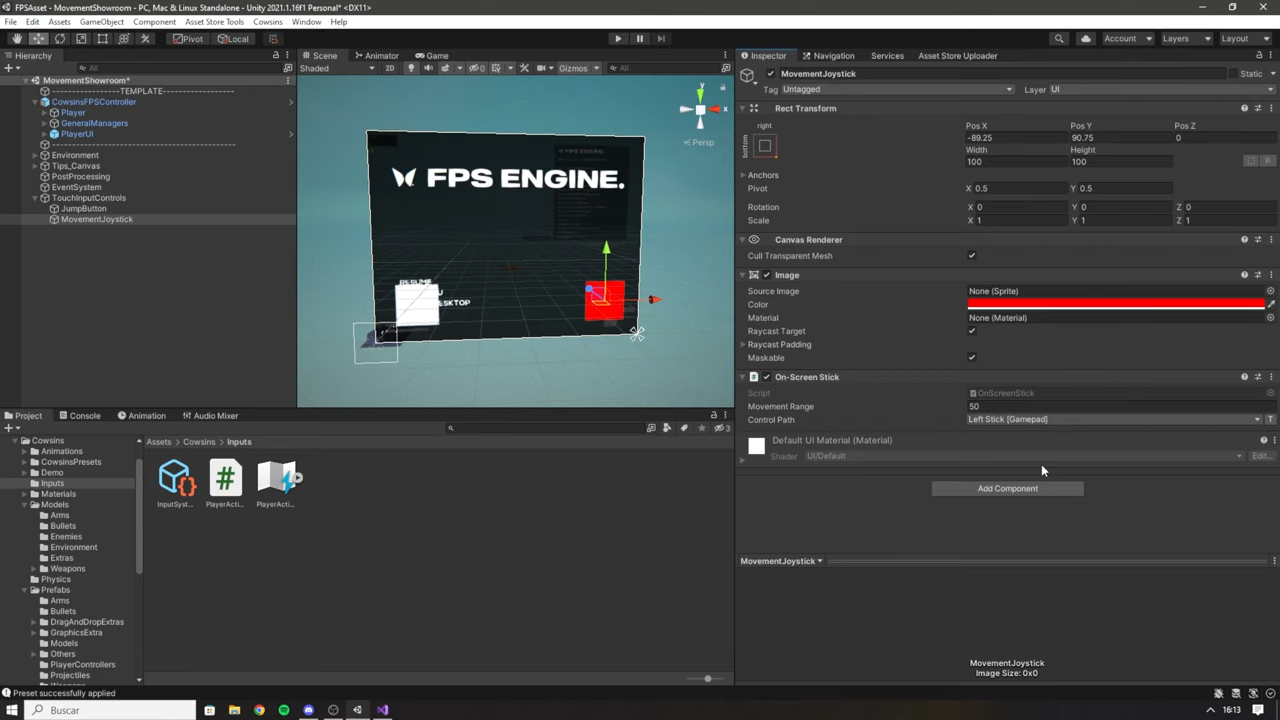 FPSAsset - MovementShowroom - PC, Mac & Linux Standalone - Unity 2021.1.16f1 Personal* <DX11>
File Edit Assets GameObject Component Asset Store Tools Cowsins Window Help
Pivot Local
Account Layers Layout
Hierarchy
All
MovementShowroom*
------------------TEMPLATE------------------
CowsinsFPSController
Player
GeneralManagers
PlayerUI
--------------------------------------------
Environment
Tips_Canvas
PostProcessing
EventSystem
TouchInputControls
JumpButton
MovementJoystick
Scene Animator Game
Shaded 2D 0 Gizmos All
y
x
Persp
FPS ENGINE.
RESUME
Inspector Navigation Services Asset Store Uploader
MovementJoystick Static
Tag Untagged Layer UI
Rect Transform
right
bottom
Pos X Pos Y Pos Z
-89.25 90.75 0
Width Height
100 100
R
Anchors
Pivot X 0.5 Y 0.5
Rotation X 0 Y 0 Z 0
Scale X 1 Y 1 Z 1
Canvas Renderer
Cull Transparent Mesh
Image
Source Image None (Sprite)
Color
Material None (Material)
Raycast Target
Raycast Padding
Maskable
# On-Screen Stick
Script OnScreenStick
Movement Range 50
Control Path Left Stick [Gamepad] T
Default UI Material (Material)
Shader UI/Default Edit...
Add Component
MovementJoystick
MovementJoystick
Image Size: 0x0
Project Console Animation Audio Mixer
3
Cowsins
Animations
CowsinsPresets
Demo
Inputs
Materials
Models
Arms
Bullets
Enemies
Environment
Extras
Weapons
Physics
Prefabs
Arms
Bullets
DragAndDropExtras
GraphicsExtra
Models
Others
PlayerControllers
Projectiles
Assets > Cowsins > Inputs
InputSyst... PlayerActi... PlayerActi...
Preset successfully applied
Buscar
16:13